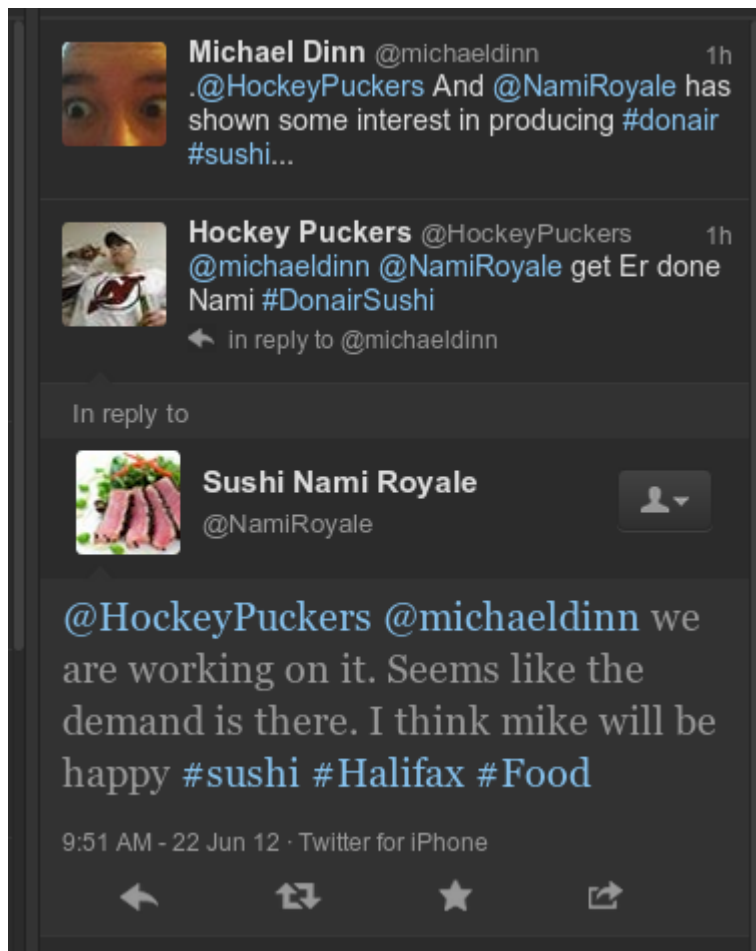 Michael Dinn @michaeldinn 1h
.@HockeyPuckers And @NamiRoyale has
shown some interest in producing #donair
#sushi...
Hockey Puckers @HockeyPuckers 1h
@michaeldinn @NamiRoyale get Er done
Nami #DonairSushi
in reply to @michaeldinn
In reply to
Sushi Nami Royale
@NamiRoyale
@HockeyPuckers @michaeldinn we
are working on it. Seems like the
demand is there. I think mike will be
happy #sushi #Halifax #Food
9:51 AM - 22 Jun 12 · Twitter for iPhone